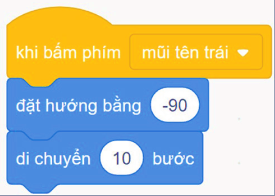 khi bấm phím mũi tên trái
đặt hướng bằng -90
di chuyển 10 bước